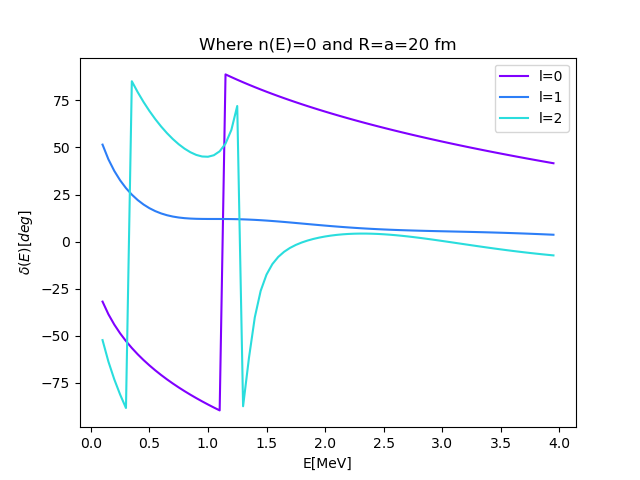 Where n(E)=0 and R=a=20 fm
l=0
l=1
l=2
75
50
25
0
−25
−50
−75
δ(E)[deg]
0.0 0.5 1.0 1.5 2.0 2.5 3.0 3.5 4.0
E[MeV]